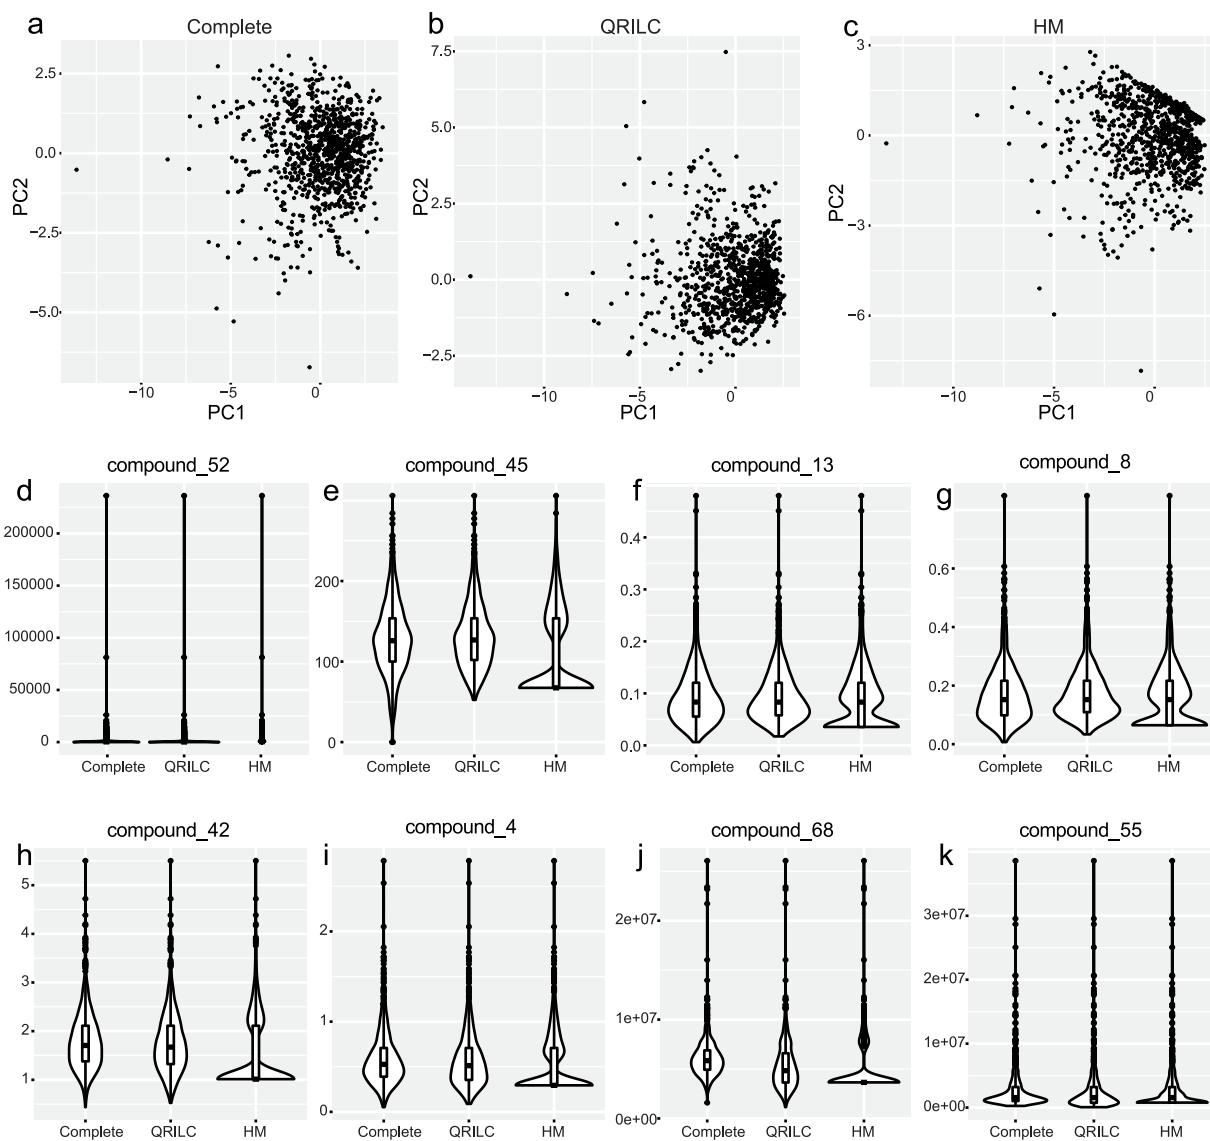 a Complete
b QRILC
c HM
2.5
0.0
−2.5
−5.0
PC2
−10 −5 0
PC1
7.5
5.0
2.5
0.0
−2.5
PC2
−10 −5 0
PC1
3
0
−3
−6
PC2
−10 −5 0
PC1
d compound_52
200000
150000
100000
50000
0
Complete QRILC HM
e compound_45
200
100
0
Complete QRILC HM
f compound_13
0.4
0.3
0.2
0.1
0.0
Complete QRILC HM
g compound_8
0.6
0.4
0.2
0.0
Complete QRILC HM
h compound_42
5
4
3
2
1
Complete QRILC HM
i compound_4
2
1
0
Complete QRILC HM
j compound_68
2e+07
1e+07
0e+00
Complete QRILC HM
k compound_55
3e+07
2e+07
1e+07
0e+00
Complete QRILC HM